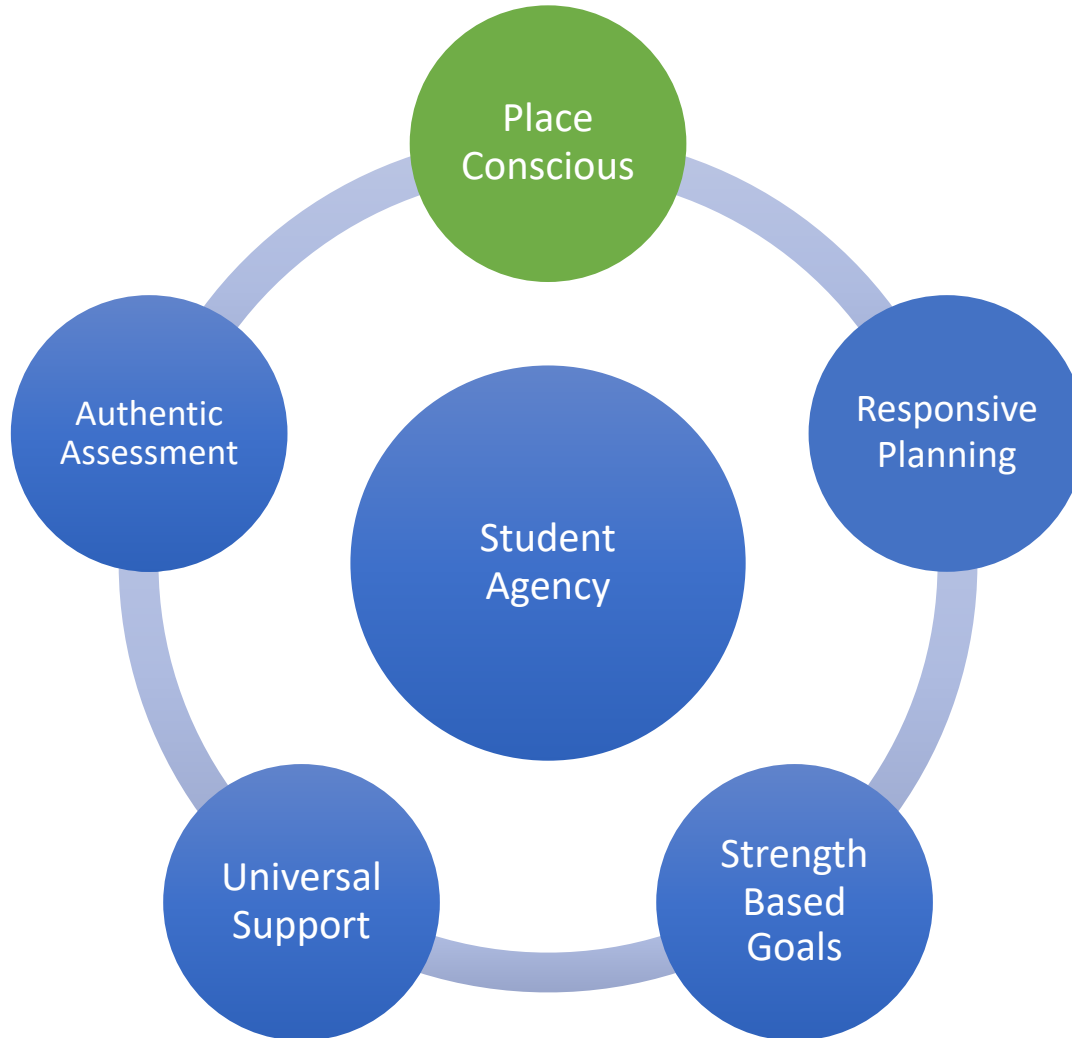 Place
Conscious
Responsive
Planning
Strength
Based
Goals
Universal
Support
Authentic
Assessment
Student
Agency